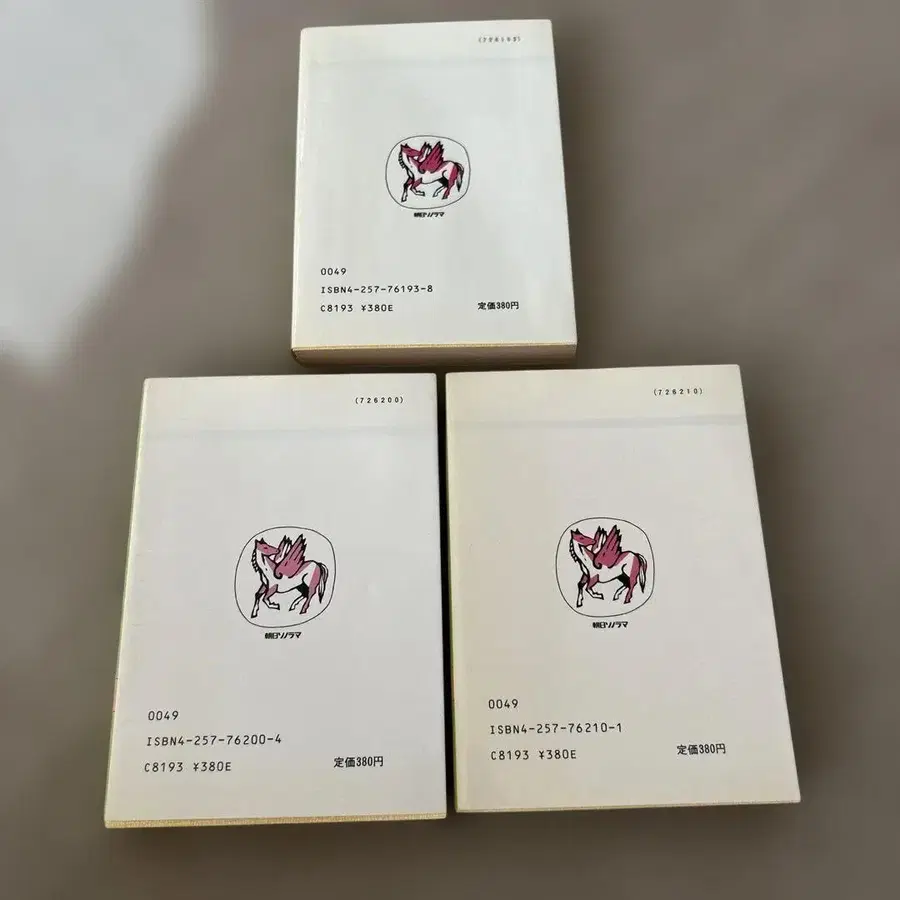 (726193)
朝日ソノラマ
0049
ISBN4-257-76193-8
C8193 ¥380E
定価380円
(726200)
朝日ソノラマ
0049
ISBN4-257-76200-4
C8193 ¥380E
定価380円
(726210)
朝日ソノラマ
0049
ISBN4-257-76210-1
C8193 ¥380E
定価380円